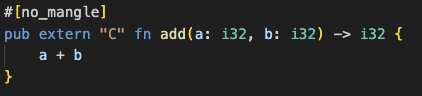 #[no_mangle]
pub extern "C" fn add(a: i32, b: i32) -> i32 {
    a + b
}